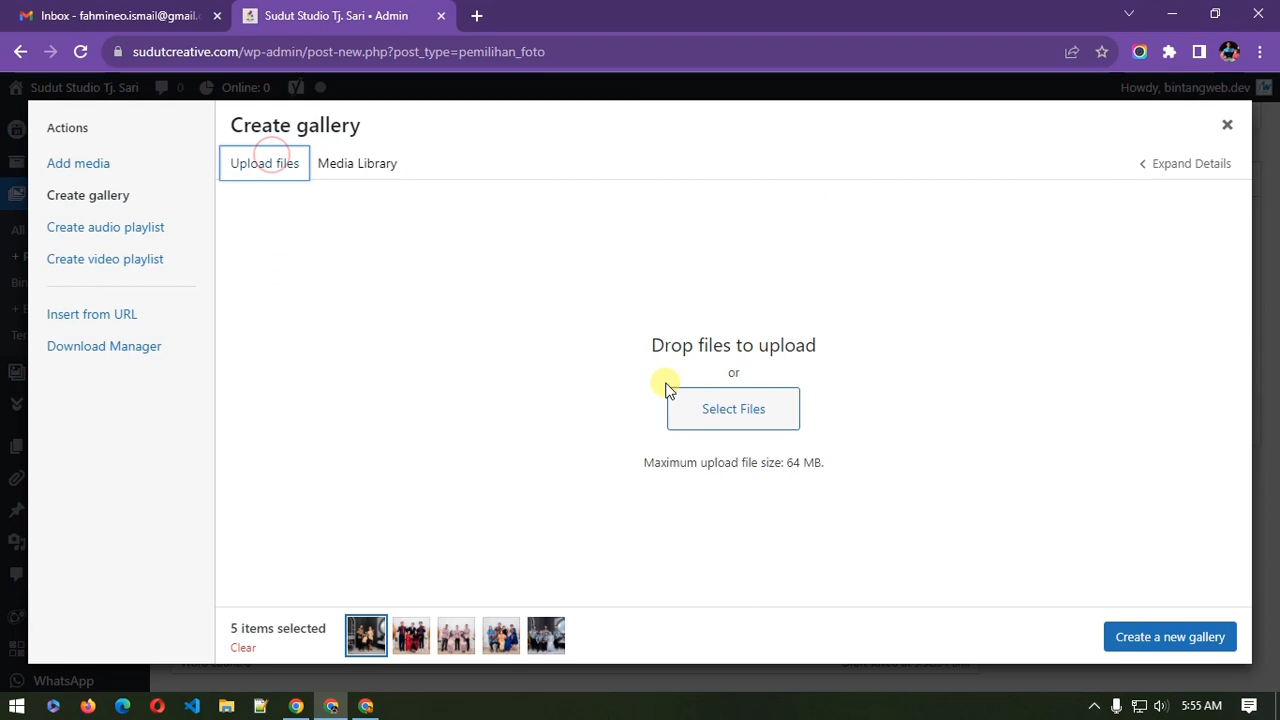 Inbox - fahmineo.ismail@gmail.c
Sudut Studio Tj. Sari • Admin
sudutcreative.com/wp-admin/post-new.php?post_type=pemilihan_foto
Sudut Studio Tj. Sari
0
Online: 0
Howdy, bintangweb.dev
Actions
Add media
Create gallery
Create audio playlist
Create video playlist
Insert from URL
Download Manager
Create gallery
Upload files
Media Library
Expand Details
Drop files to upload
or
Select Files
Maximum upload file size: 64 MB.
5 items selected
Clear
Create a new gallery
WhatsApp
5:55 AM